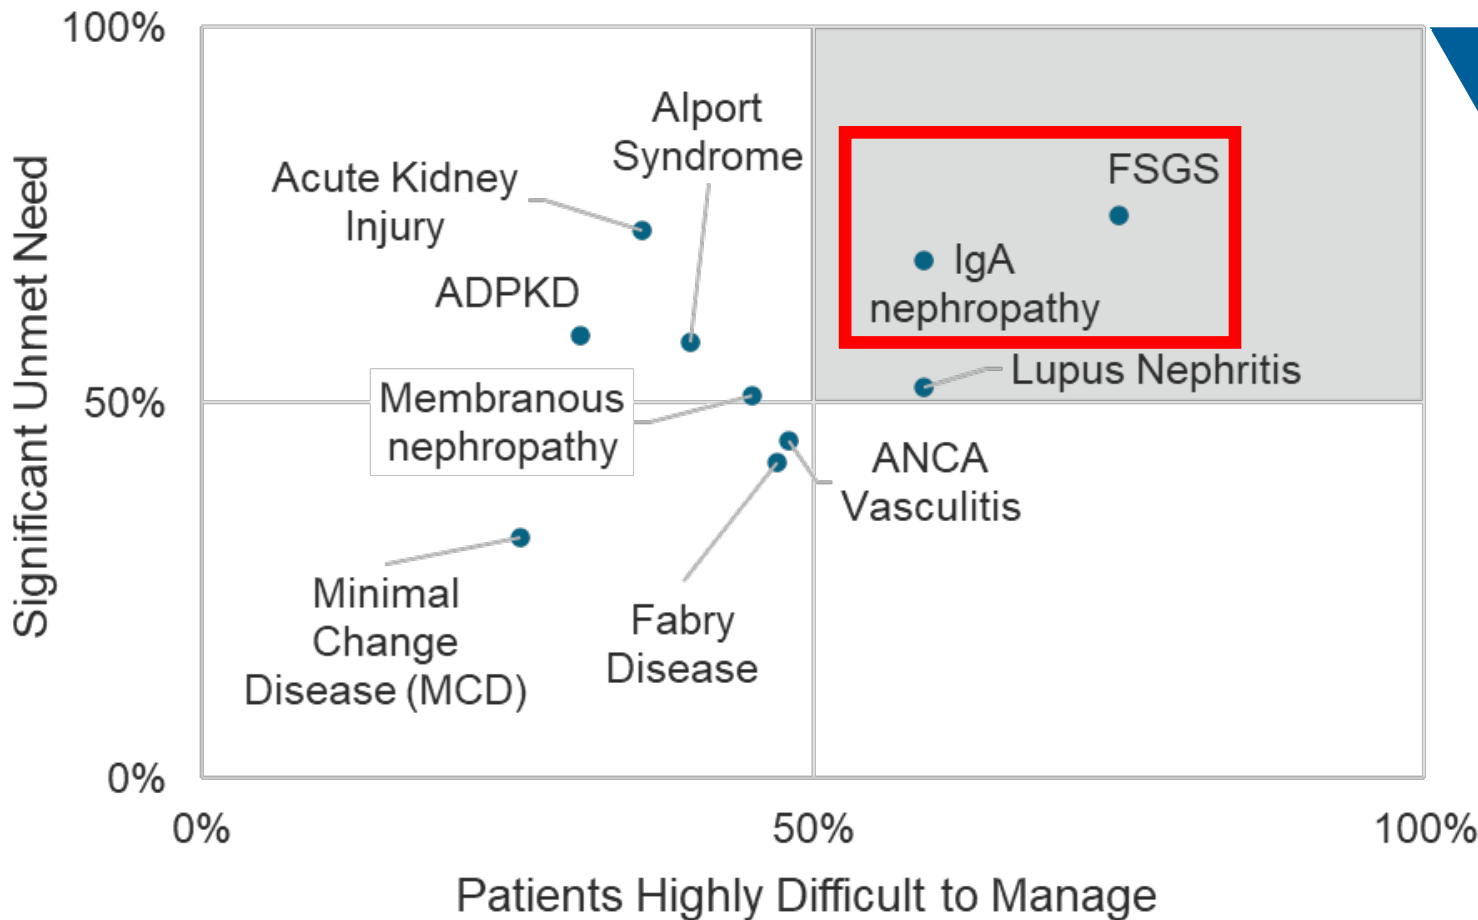 100%
Alport
Syndrome
Acute Kidney
Injury
FSGS
IgA
nephropathy
ADPKD
Significant Unmet Need
Lupus Nephritis
50%
Membranous
nephropathy
ANCA
Vasculitis
Minimal
Change
Disease (MCD)
Fabry
Disease
0%
0%
50%
100%
Patients Highly Difficult to Manage